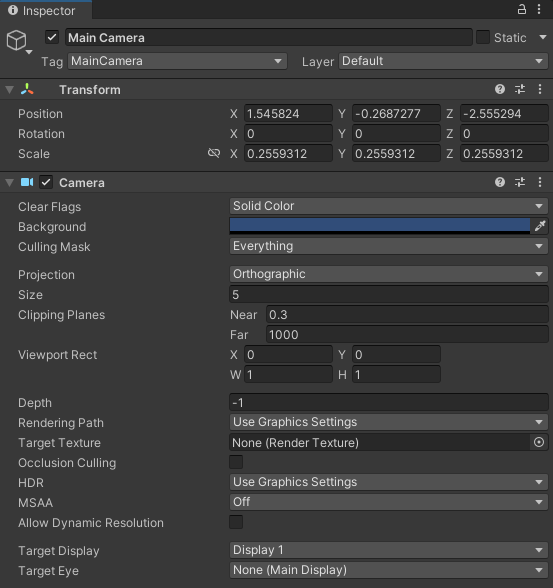 Inspector
Main Camera Static
Tag MainCamera Layer Default
Transform
Position X 1.545824 Y -0.2687277 Z -2.555294
Rotation X 0 Y 0 Z 0
Scale X 0.2559312 Y 0.2559312 Z 0.2559312
Camera
Clear Flags Solid Color
Background
Culling Mask Everything
Projection Orthographic
Size 5
Clipping Planes Near 0.3
Far 1000
Viewport Rect X 0 Y 0
W 1 H 1
Depth -1
Rendering Path Use Graphics Settings
Target Texture None (Render Texture)
Occlusion Culling
HDR Use Graphics Settings
MSAA Off
Allow Dynamic Resolution
Target Display Display 1
Target Eye None (Main Display)